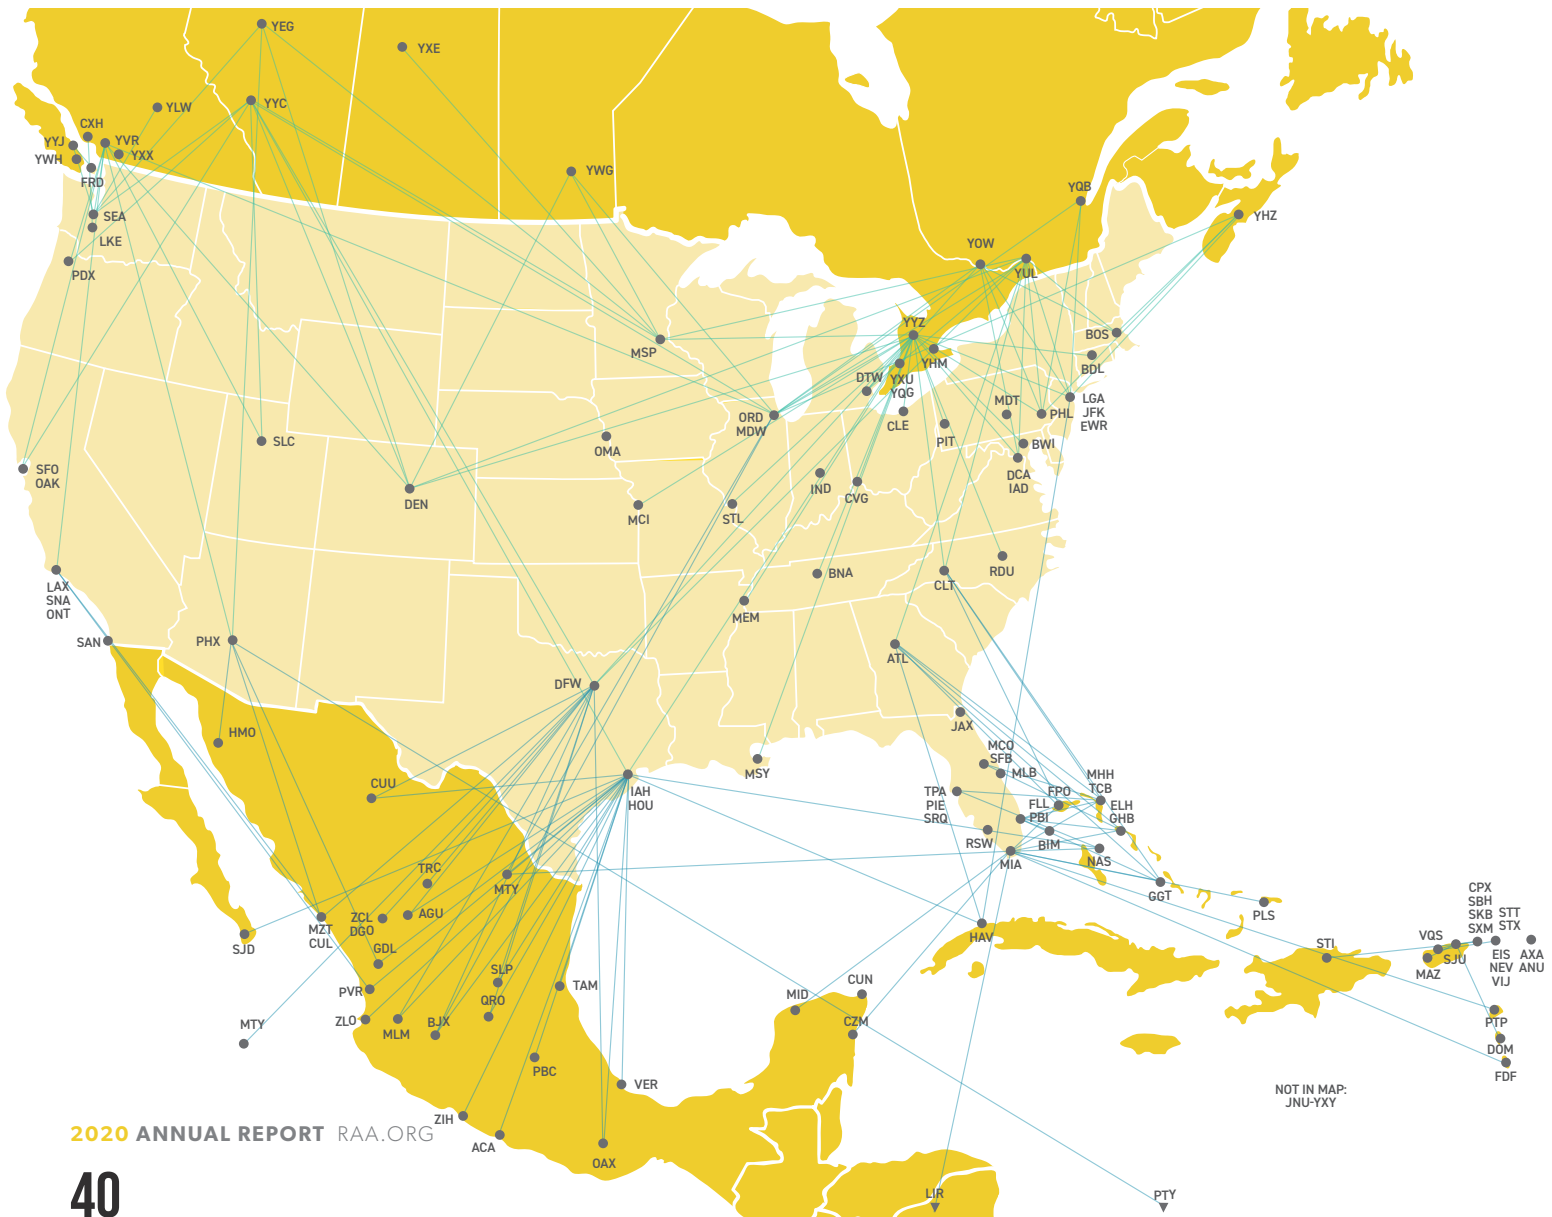 YEG
YXE
YLW
YYC
CXH
YYJ
YVR
YXX
YWH
FRD
YWG
SEA
LKE
PDX
YQB
YHZ
YOW
YUL
YYZ
YHM
YXU
YQG
MSP
DTW
BOS
BDL
ORD
MDW
CLE
PIT
MDT
PHL
LGA
JFK
EWR
BWI
DCA
IAD
SLC
OMA
SFO
OAK
DEN
MCI
STL
IND
CVG
LAX
SNA
ONT
BNA
CLT
RDU
MEM
SAN
PHX
ATL
DFW
JAX
HMO
MCO
SFB
MLB
MSY
CUU
IAH
HOU
TPA
PIE
SRQ
FPO
FLL
PBI
MHH
TCB
ELH
GHB
RSW
MIA
BIM
NAS
TRC
MTY
GGT
PLS
ZCL
DGO
AGU
MZT
CUL
SJD
GDL
HAV
CPX
SBH
SKB
SXM
STT
STX
VQS
SJU
MAZ
EIS
NEV
VIJ
AXA
ANU
STI
SLP
QRO
TAM
PVR
ZLO
MLM
BJX
MID
CUN
CZM
MTY
PTP
DOM
FDF
PBC
VER
NOT IN MAP:
JNU-YXY
ZIH
ACA
OAX
LIR
PTY
2020 ANNUAL REPORT RAA.ORG
40